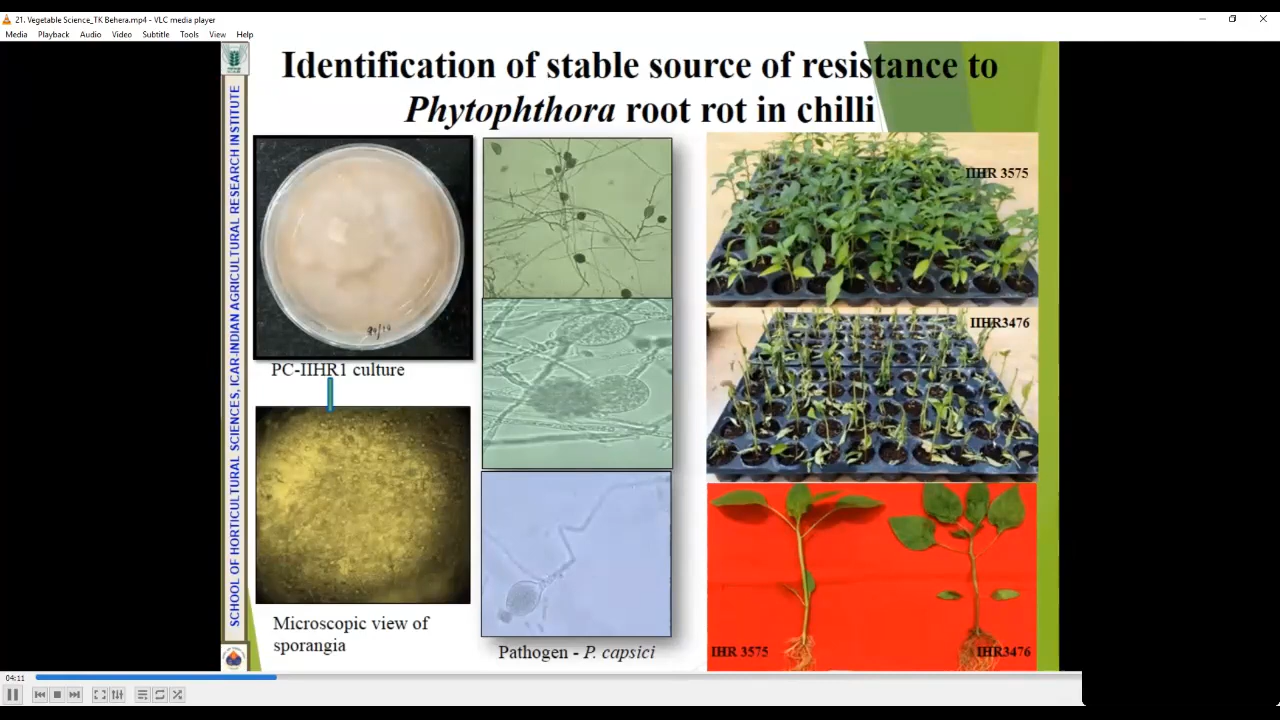 21. Vegetable Science_TK Behera.mp4 - VLC media player
Media Playback Audio Video Subtitle Tools View Help
Identification of stable source of resistance to
Phytophthora root rot in chilli
SCHOOL OF HORTICULTURAL SCIENCES, ICAR-INDIAN AGRICULTURAL RESEARCH INSTITUTE
PC-IIHR1 culture
Microscopic view of
sporangia
Pathogen - P. capsici
IIHR 3575
IIHR3476
IHR 3575
IIHR3476
04:11